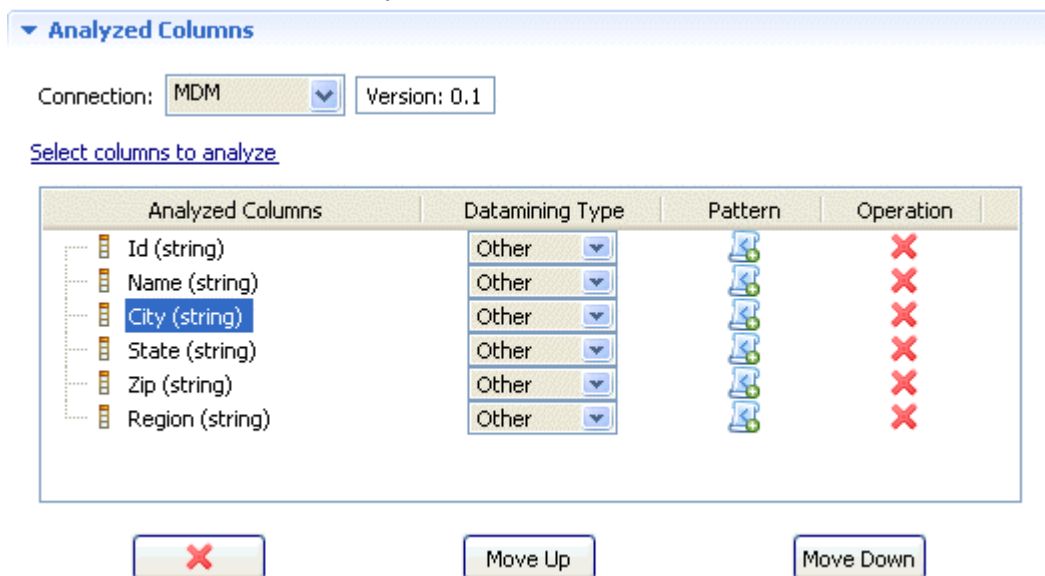 Analyzed Columns
Connection: MDM Version: 0.1
Select columns to analyze
Analyzed Columns Datamining Type Pattern Operation
Id (string) Other
Name (string) Other
City (string) Other
State (string) Other
Zip (string) Other
Region (string) Other
Move Up Move Down